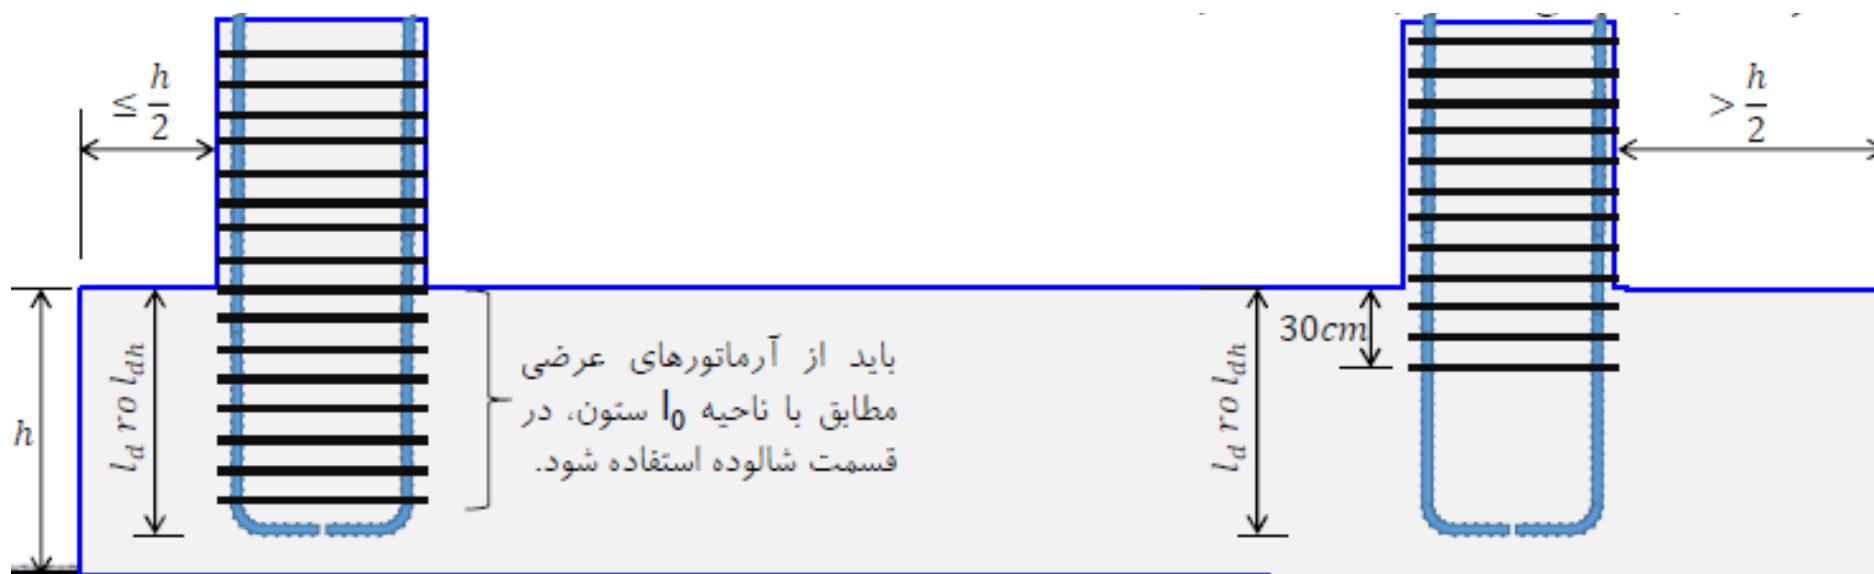 ≤ h/2
> h/2
h
l_d ro l_dh
باید از آرماتورهای عرضی
مطابق با ناحیه l₀ ستون، در
قسمت شالوده استفاده شود.
30cm
l_d ro l_dh